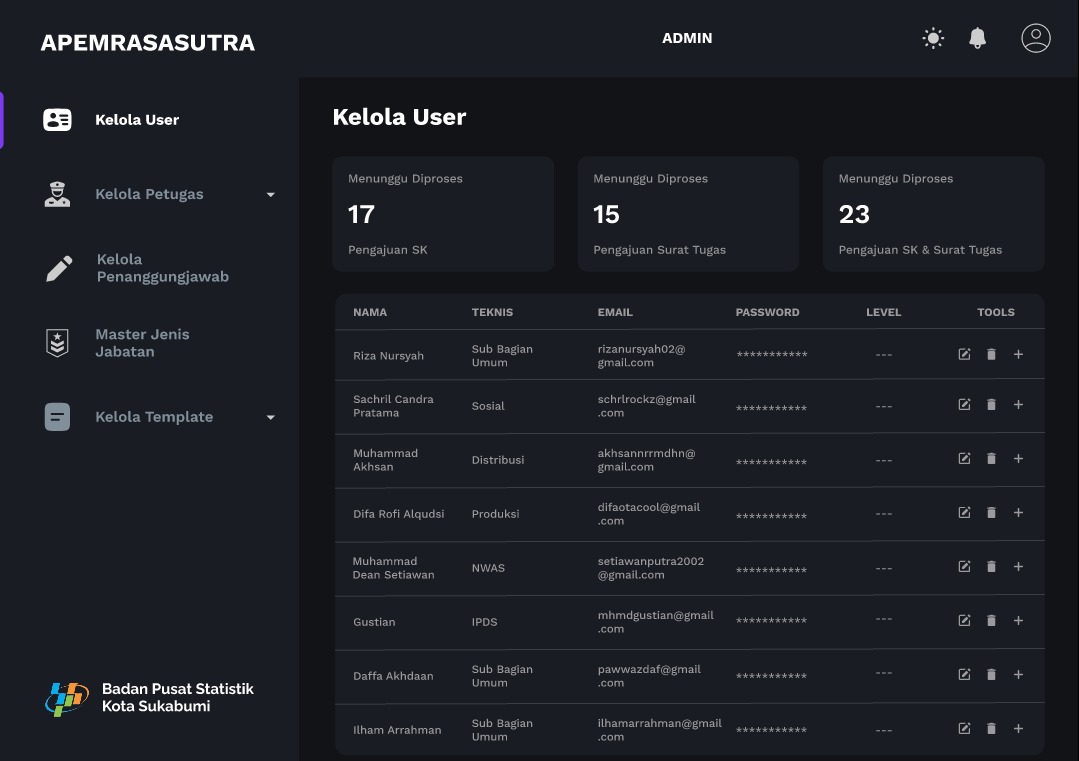 APEMRASASUTRA
ADMIN
Kelola User
Kelola Petugas
Kelola
Penanggungjawab
Master Jenis
Jabatan
Kelola Template
Badan Pusat Statistik
Kota Sukabumi
Kelola User
Menunggu Diproses
17
Pengajuan SK
Menunggu Diproses
15
Pengajuan Surat Tugas
Menunggu Diproses
23
Pengajuan SK & Surat Tugas
NAMA TEKNIS EMAIL PASSWORD LEVEL TOOLS
Riza Nursyah
Sub Bagian
Umum
rizanursyah02@
gmail.com
***********
---
Sachril Candra
Pratama
Sosial
schrlrockz@gmail
.com
***********
---
Muhammad
Akhsan
Distribusi
akhsannrrmdhn@
gmail.com
***********
---
Difa Rofi Alqudsi
Produksi
difaotacool@gmail
.com
***********
---
Muhammad
Dean Setiawan
NWAS
setiawanputra2002
@gmail.com
***********
---
Gustian
IPDS
mhmdgustian@gmail
.com
***********
---
Daffa Akhdaan
Sub Bagian
Umum
pawwazdaf@gmail
.com
***********
---
Ilham Arrahman
Sub Bagian
Umum
ilhamarrahman@gmail
.com
***********
---